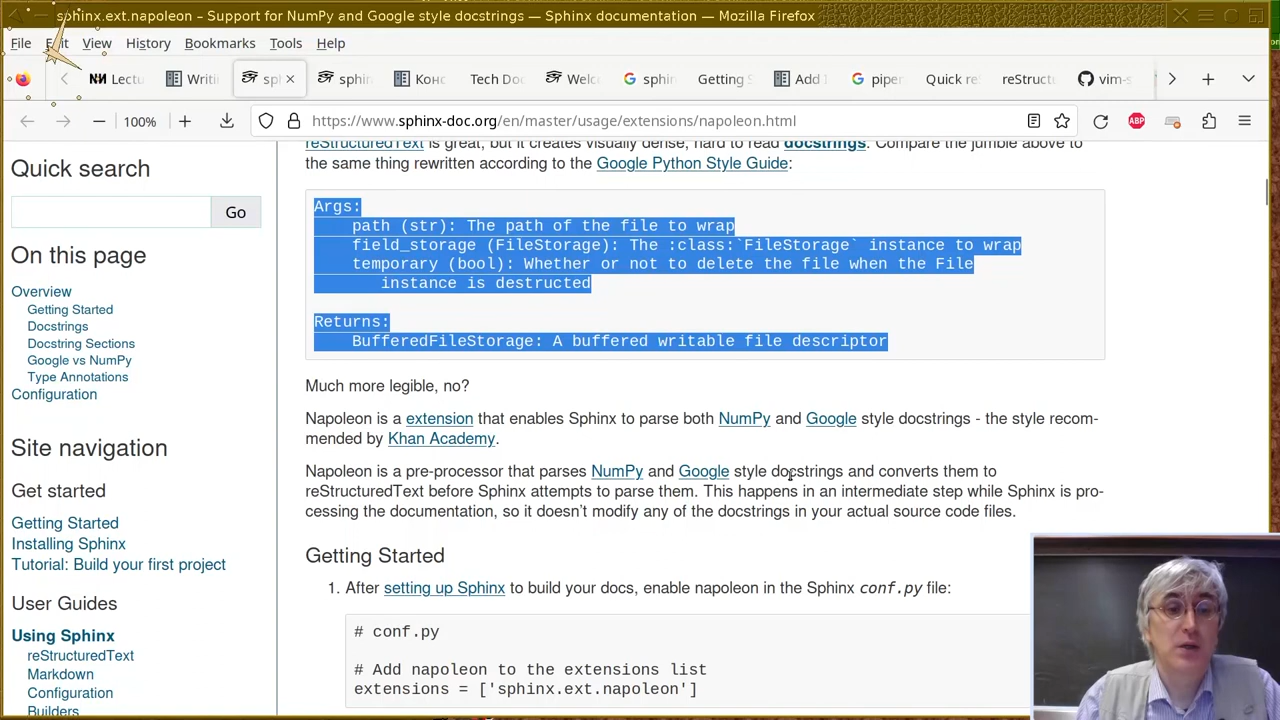 sphinx.ext.napoleon – Support for NumPy and Google style docstrings — Sphinx documentation — Mozilla Firefox
File Edit View History Bookmarks Tools Help
Lectu Writi sp sphin Конс Tech Doc Welc sphin Getting S Add piper Quick re reStruct vim-s
100% https://www.sphinx-doc.org/en/master/usage/extensions/napoleon.html ABP
Quick search
Go
On this page
Overview
Getting Started
Docstrings
Docstring Sections
Google vs NumPy
Type Annotations
Configuration
Site navigation
Get started
Getting Started
Installing Sphinx
Tutorial: Build your first project
User Guides
Using Sphinx
reStructuredText
Markdown
Configuration
Builders
reStructuredText is great, but it creates visually dense, hard to read docstrings. Compare the jumble above to
the same thing rewritten according to the Google Python Style Guide:
Args:
path (str): The path of the file to wrap
field_storage (FileStorage): The :class:`FileStorage` instance to wrap
temporary (bool): Whether or not to delete the file when the File
instance is destructed
Returns:
BufferedFileStorage: A buffered writable file descriptor
Much more legible, no?
Napoleon is a extension that enables Sphinx to parse both NumPy and Google style docstrings - the style recom-
mended by Khan Academy.
Napoleon is a pre-processor that parses NumPy and Google style docstrings and converts them to
reStructuredText before Sphinx attempts to parse them. This happens in an intermediate step while Sphinx is pro-
cessing the documentation, so it doesn't modify any of the docstrings in your actual source code files.
Getting Started
1. After setting up Sphinx to build your docs, enable napoleon in the Sphinx conf.py file:
# conf.py
# Add napoleon to the extensions list
extensions = ['sphinx.ext.napoleon']